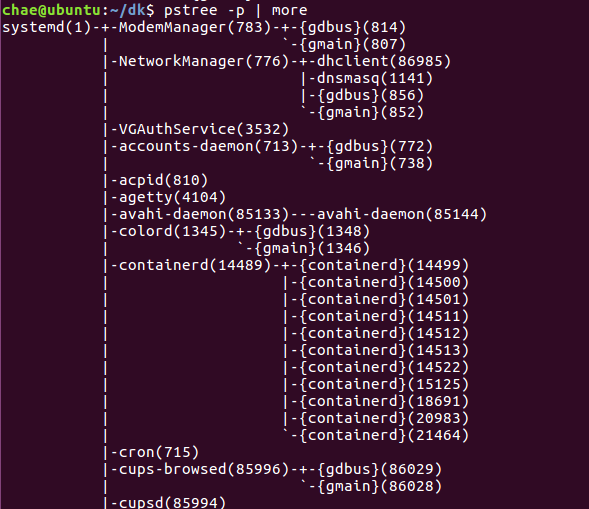 chae@ubuntu:~/dk$ pstree -p | more
systemd(1)-+-ModemManager(783)-+-{gdbus}(814)
           |                   `-{gmain}(807)
           |-NetworkManager(776)-+-dhclient(86985)
           |                     |-dnsmasq(1141)
           |                     |-{gdbus}(856)
           |                     `-{gmain}(852)
           |-VGAuthService(3532)
           |-accounts-daemon(713)-+-{gdbus}(772)
           |                      `-{gmain}(738)
           |-acpid(810)
           |-agetty(4104)
           |-avahi-daemon(85133)---avahi-daemon(85144)
           |-colord(1345)-+-{gdbus}(1348)
           |              `-{gmain}(1346)
           |-containerd(14489)-+-{containerd}(14499)
           |                   |-{containerd}(14500)
           |                   |-{containerd}(14501)
           |                   |-{containerd}(14511)
           |                   |-{containerd}(14512)
           |                   |-{containerd}(14513)
           |                   |-{containerd}(14522)
           |                   |-{containerd}(15125)
           |                   |-{containerd}(18691)
           |                   |-{containerd}(20983)
           |                   `-{containerd}(21464)
           |-cron(715)
           |-cups-browsed(85996)-+-{gdbus}(86029)
           |                     `-{gmain}(86028)
           |-cupsd(85994)